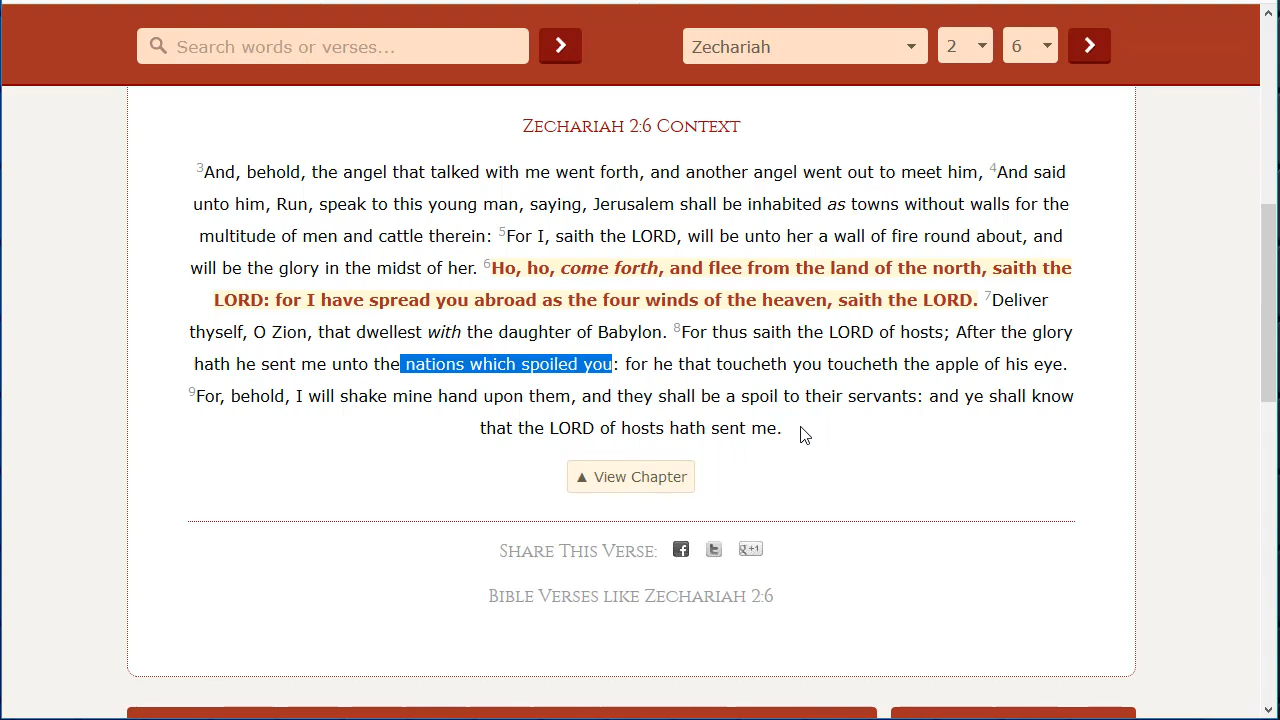 Search words or verses...
Zechariah
2
6
Zechariah 2:6 Context
3And, behold, the angel that talked with me went forth, and another angel went out to meet him, 4And said
unto him, Run, speak to this young man, saying, Jerusalem shall be inhabited as towns without walls for the
multitude of men and cattle therein: 5For I, saith the LORD, will be unto her a wall of fire round about, and
will be the glory in the midst of her. 6Ho, ho, come forth, and flee from the land of the north, saith the
LORD: for I have spread you abroad as the four winds of the heaven, saith the LORD. 7Deliver
thyself, O Zion, that dwellest with the daughter of Babylon. 8For thus saith the LORD of hosts; After the glory
hath he sent me unto the nations which spoiled you: for he that toucheth you toucheth the apple of his eye.
9For, behold, I will shake mine hand upon them, and they shall be a spoil to their servants: and ye shall know
that the LORD of hosts hath sent me.
▲ View Chapter
Share This Verse:
f
t
g+1
Bible Verses like Zechariah 2:6